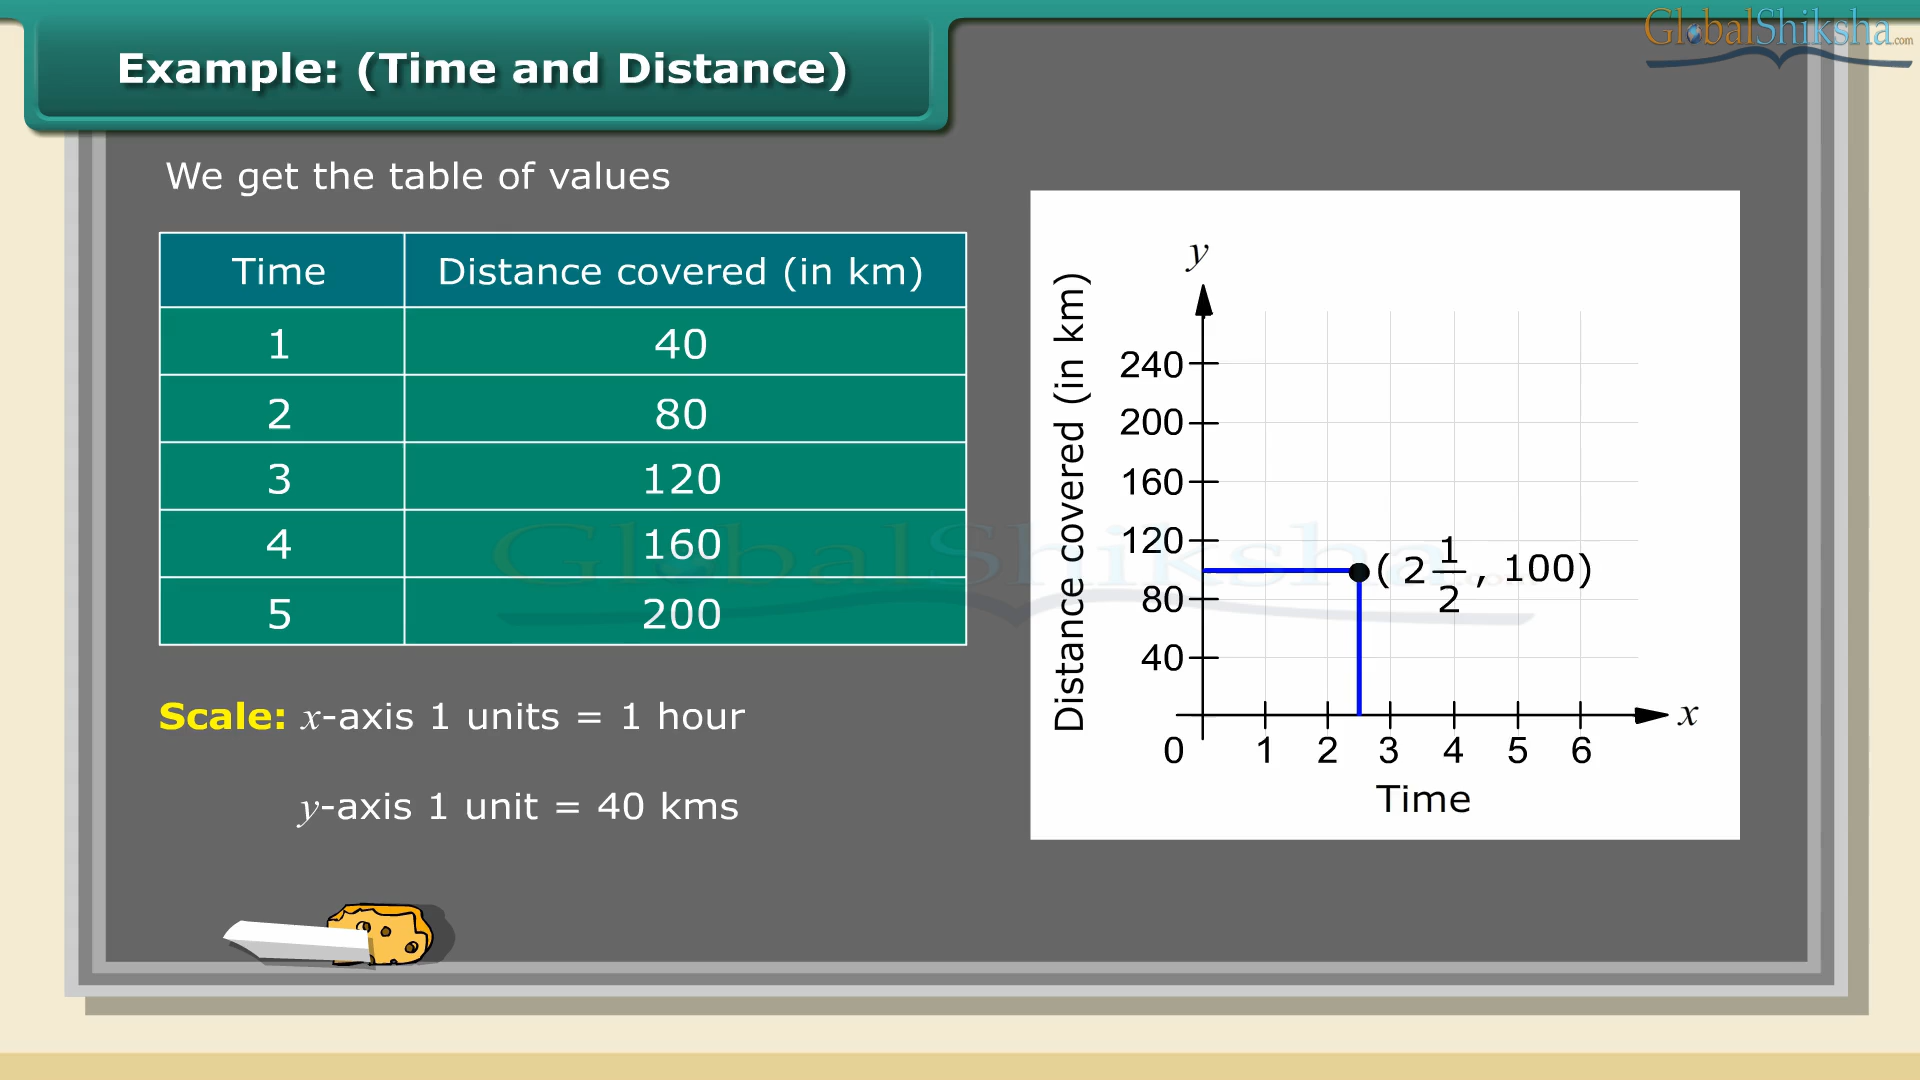 Example: (Time and Distance)
GlobalShiksha.com
We get the table of values
Time Distance covered (in km)
1 40
2 80
3 120
4 160
5 200
Scale: x-axis 1 units = 1 hour
y-axis 1 unit = 40 kms
y
Distance covered (in km)
240
200
160
120
80
40
(2 1/2, 100)
x
0 1 2 3 4 5 6
Time
GlobalShiksha.com